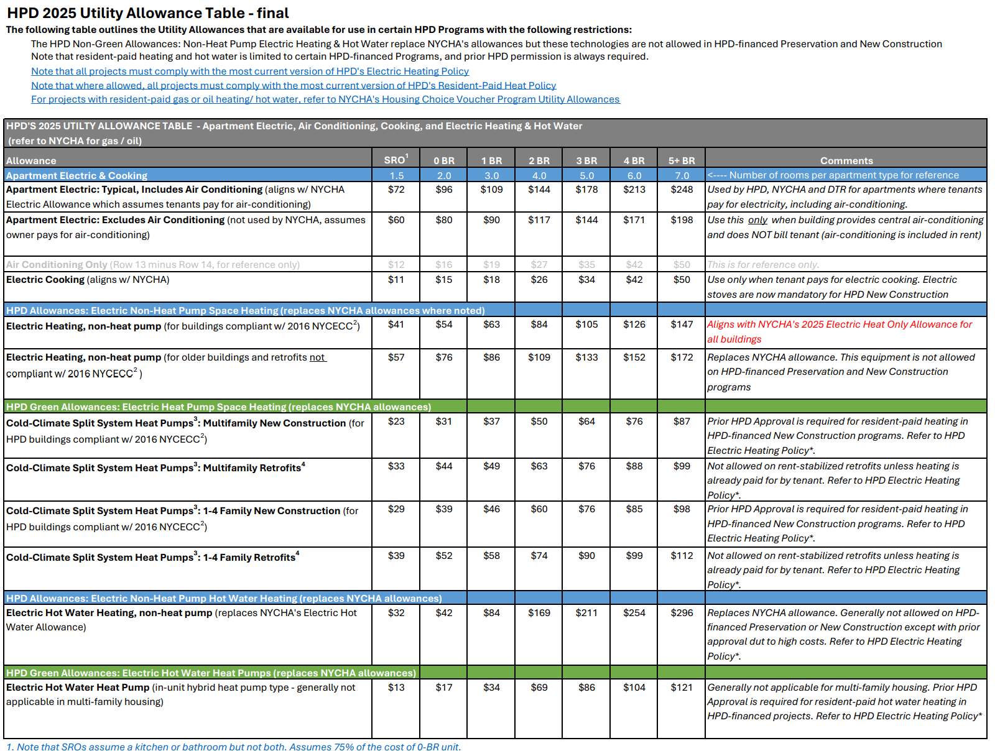 HPD 2025 Utility Allowance Table - final
The following table outlines the Utility Allowances that are available for use in certain HPD Programs with the following restrictions:
The HPD Non-Green Allowances: Non-Heat Pump Electric Heating & Hot Water replace NYCHA's allowances but these technologies are not allowed in HPD-financed Preservation and New Construction
Note that resident-paid heating and hot water is limited to certain HPD-financed Programs, and prior HPD permission is always required.
Note that all projects must comply with the most current version of HPD's Electric Heating Policy
Note that where allowed, all projects must comply with the most current version of HPD's Resident-Paid Heat Policy
For projects with resident-paid gas or oil heating/ hot water, refer to NYCHA's Housing Choice Voucher Program Utility Allowances
HPD'S 2025 UTILTY ALLOWANCE TABLE - Apartment Electric, Air Conditioning, Cooking, and Electric Heating & Hot Water
(refer to NYCHA for gas / oil)
Allowance SRO¹ 0 BR 1 BR 2 BR 3 BR 4 BR 5+ BR Comments
Apartment Electric & Cooking 1.5 2.0 3.0 4.0 5.0 6.0 7.0 <---- Number of rooms per apartment type for reference
Apartment Electric: Typical, Includes Air Conditioning (aligns w/ NYCHA $72 $96 $109 $144 $178 $213 $248 Used by HPD, NYCHA and DTR for apartments where tenants
Electric Allowance which assumes tenants pay for air-conditioning) pay for electricity, including air-conditioning.
Apartment Electric: Excludes Air Conditioning (not used by NYCHA, assumes $60 $80 $90 $117 $144 $171 $198 Use this only when building provides central air-conditioning
owner pays for air-conditioning) and does NOT bill tenant (air-conditioning is included in rent)
Air Conditioning Only (Row 13 minus Row 14, for reference only) $12 $16 $19 $27 $35 $42 $50 This is for reference only.
Electric Cooking (aligns w/ NYCHA) $11 $15 $18 $26 $34 $42 $50 Use only when tenant pays for electric cooking. Electric
stoves are now mandatory for HPD New Construction
HPD Allowances: Electric Non-Heat Pump Space Heating (replaces NYCHA allowances where noted)
Electric Heating, non-heat pump (for buildings compliant w/ 2016 NYCECC²) $41 $54 $63 $84 $105 $126 $147 Aligns with NYCHA's 2025 Electric Heat Only Allowance for
all buildings
Electric Heating, non-heat pump (for older buildings and retrofits not $57 $76 $86 $109 $133 $152 $172 Replaces NYCHA allowance. This equipment is not allowed
compliant w/ 2016 NYCECC² ) on HPD-financed Preservation and New Construction
programs
HPD Green Allowances: Electric Heat Pump Space Heating (replaces NYCHA allowances)
Cold-Climate Split System Heat Pumps³: Multifamily New Construction (for $23 $31 $37 $50 $64 $76 $87 Prior HPD Approval is required for resident-paid heating in
HPD buildings compliant w/ 2016 NYCECC²) HPD-financed New Construction programs. Refer to HPD
Electric Heating Policy*.
Cold-Climate Split System Heat Pumps³: Multifamily Retrofits⁴ $33 $44 $49 $63 $76 $88 $99 Not allowed on rent-stabilized retrofits unless heating is
already paid for by tenant. Refer to HPD Electric Heating
Policy*.
Cold-Climate Split System Heat Pumps³: 1-4 Family New Construction (for $29 $39 $46 $60 $76 $85 $98 Prior HPD Approval is required for resident-paid heating in
HPD buildings compliant w/ 2016 NYCECC²) HPD-financed New Construction programs. Refer to HPD
Electric Heating Policy*.
Cold-Climate Split System Heat Pumps³: 1-4 Family Retrofits⁴ $39 $52 $58 $74 $90 $99 $112 Not allowed on rent-stabilized retrofits unless heating is
already paid for by tenant. Refer to HPD Electric Heating
Policy*.
HPD Allowances: Electric Non-Heat Pump Hot Water Heating (replaces NYCHA allowances)
Electric Hot Water Heating, non-heat pump (replaces NYCHA's Electric Hot $32 $42 $84 $169 $211 $254 $296 Replaces NYCHA allowance. Generally not allowed on HPD-
Water Allowance) financed Preservation or New Construction except with prior
approval dut to high costs. Refer to HPD Electric Heating
Policy*.
HPD Green Allowances: Electric Hot Water Heat Pumps (replaces NYCHA allowances)
Electric Hot Water Heat Pump (in-unit hybrid heat pump type - generally not $13 $17 $34 $69 $86 $104 $121 Generally not applicable for multi-family housing. Prior HPD
applicable in multi-family housing) Approval is required for resident-paid hot water heating in
HPD-financed projects. Refer to HPD Electric Heating Policy*
1. Note that SROs assume a kitchen or bathroom but not both. Assumes 75% of the cost of 0-BR unit.